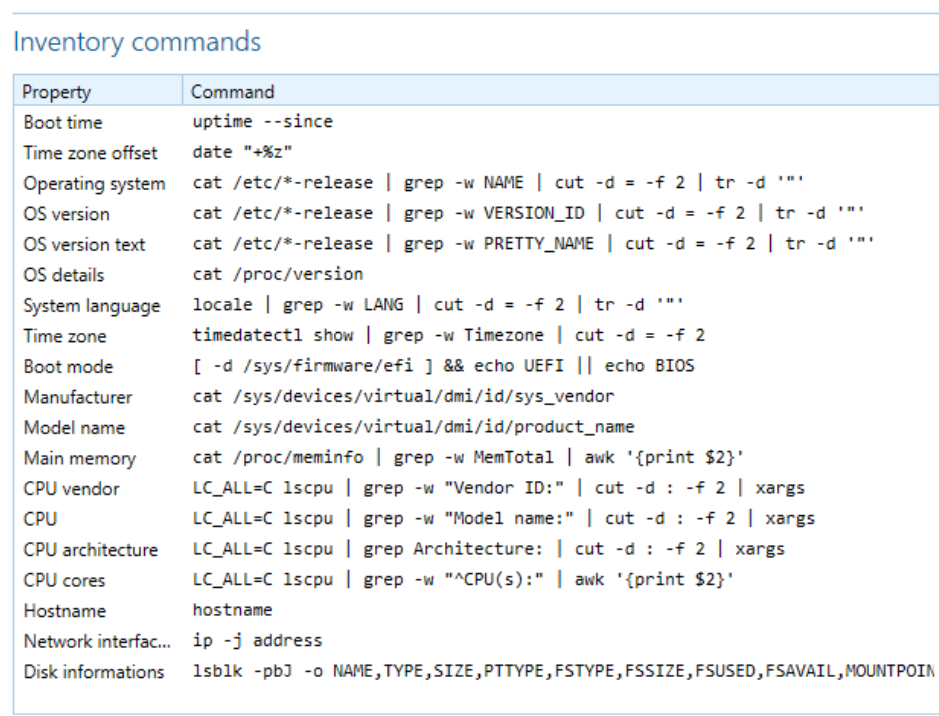 Inventory commands
Property Command
Boot time uptime --since
Time zone offset date "+%z"
Operating system cat /etc/*-release | grep -w NAME | cut -d = -f 2 | tr -d '"'
OS version cat /etc/*-release | grep -w VERSION_ID | cut -d = -f 2 | tr -d '"'
OS version text cat /etc/*-release | grep -w PRETTY_NAME | cut -d = -f 2 | tr -d '"'
OS details cat /proc/version
System language locale | grep -w LANG | cut -d = -f 2 | tr -d '"'
Time zone timedatectl show | grep -w Timezone | cut -d = -f 2
Boot mode [ -d /sys/firmware/efi ] && echo UEFI || echo BIOS
Manufacturer cat /sys/devices/virtual/dmi/id/sys_vendor
Model name cat /sys/devices/virtual/dmi/id/product_name
Main memory cat /proc/meminfo | grep -w MemTotal | awk '{print $2}'
CPU vendor LC_ALL=C lscpu | grep -w "Vendor ID:" | cut -d : -f 2 | xargs
CPU LC_ALL=C lscpu | grep -w "Model name:" | cut -d : -f 2 | xargs
CPU architecture LC_ALL=C lscpu | grep Architecture: | cut -d : -f 2 | xargs
CPU cores LC_ALL=C lscpu | grep -w "^CPU(s):" | awk '{print $2}'
Hostname hostname
Network interfac... ip -j address
Disk informations lsblk -pbJ -o NAME,TYPE,SIZE,PTTYPE,FSTYPE,FSSIZE,FSUSED,FSAVAIL,MOUNTPOIN